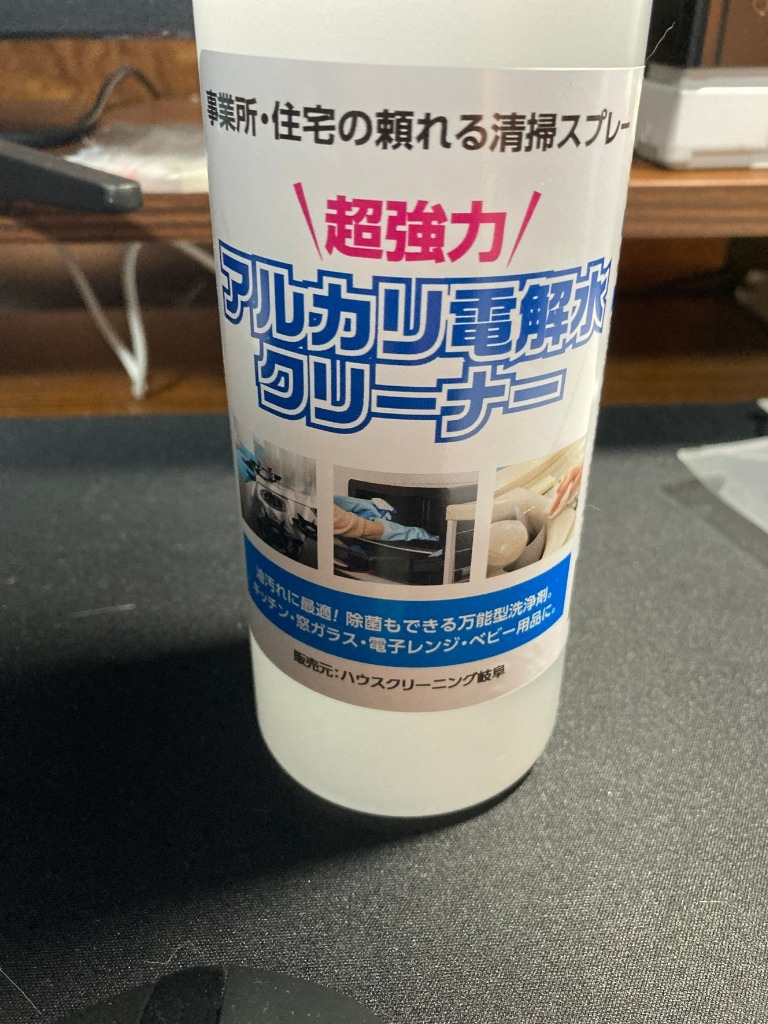 事業所・住宅の頼れる清掃スプレー
超強力
アルカリ電解水
クリーナー
油汚れに最適！除菌もできる万能型洗浄剤。
キッチン・窓ガラス・電子レンジ・ベビー用品に。
販売元：ハウスクリーニング岐阜